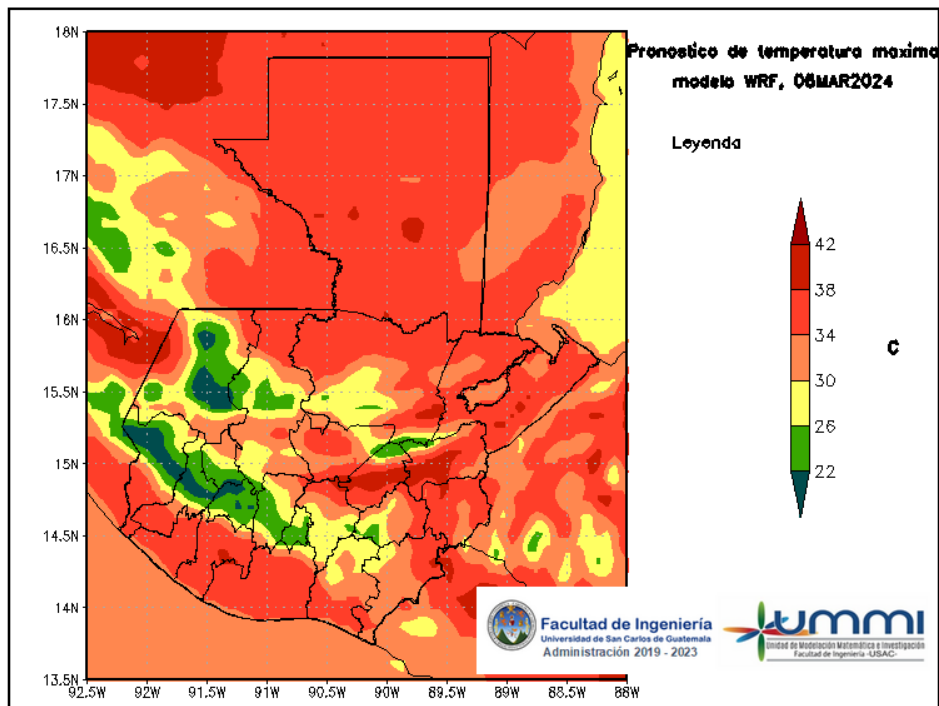 Pronostico de temperatura maxima
modelo WRF, 06MAR2024
Leyenda
42
38
34
30
26
22
C
18N
17.5N
17N
16.5N
16N
15.5N
15N
14.5N
14N
13.5N
92.5W 92W 91.5W 91W 90.5W 90W 89.5W 89W 88.5W 88W
Facultad de Ingeniería
Universidad de San Carlos de Guatemala
Administración 2019 - 2023
UMMI
Unidad de Modelación Matemática e Investigación
Facultad de Ingeniería -USAC-